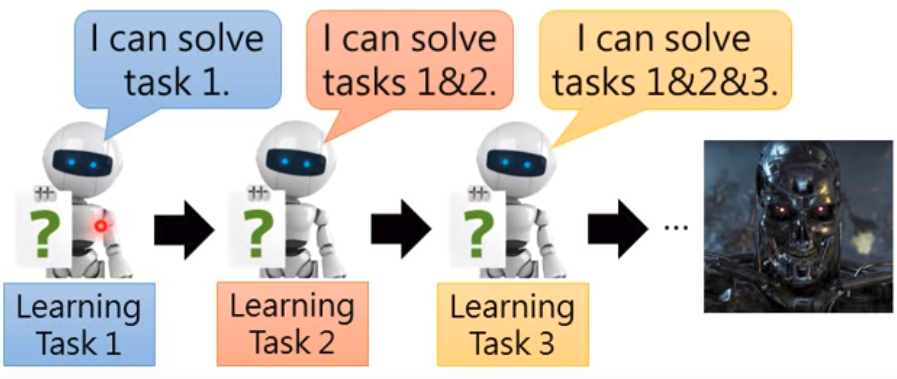 I can solve
task 1.
I can solve
tasks 1&2.
I can solve
tasks 1&2&3.
?
?
?
...
Learning
Task 1
Learning
Task 2
Learning
Task 3